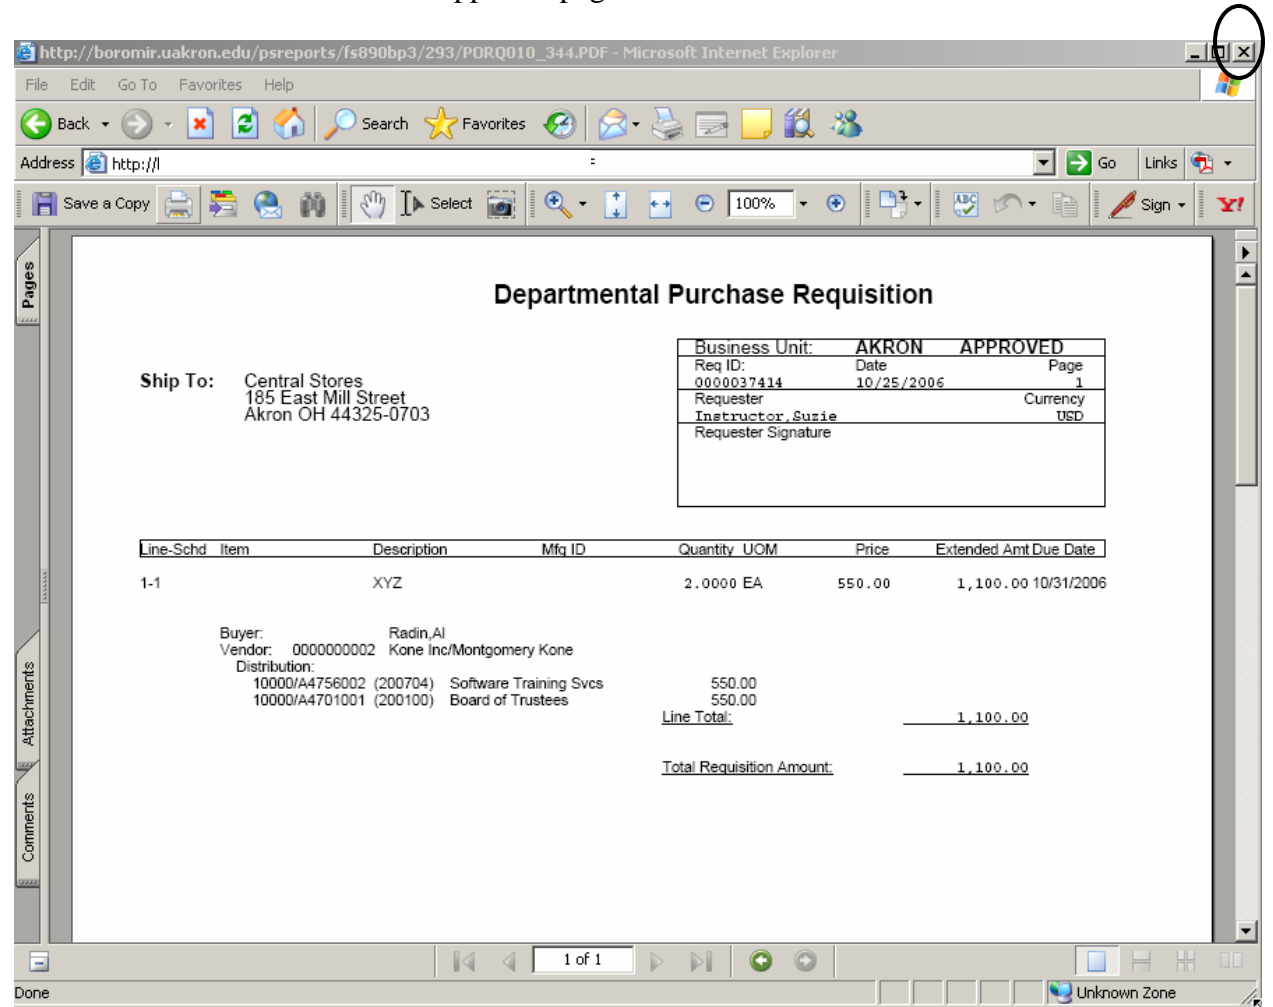 http://boromir.uakron.edu/psreports/fs890bp3/293/PORQ010_344.PDF - Microsoft Internet Explorer
File Edit Go To Favorites Help
Back Search Favorites
Address http://l Go Links
Save a Copy Select 100% Sign Y!
Pages
Departmental Purchase Requisition
Business Unit: AKRON APPROVED
Req ID: Date Page
0000037414 10/25/2006 1
Requester Currency
Instructor,Suzie USD
Requester Signature
Ship To: Central Stores
185 East Mill Street
Akron OH 44325-0703
Line-Schd Item Description Mfg ID Quantity UOM Price Extended Amt Due Date
1-1 XYZ 2.0000 EA 550.00 1,100.00 10/31/2006
Buyer: Radin,Al
Vendor: 0000000002 Kone Inc/Montgomery Kone
Distribution:
10000/A4756002 (200704) Software Training Svcs 550.00
10000/A4701001 (200100) Board of Trustees 550.00
Line Total: 1,100.00
Total Requisition Amount: 1,100.00
Attachments
Comments
1 of 1
Done Unknown Zone